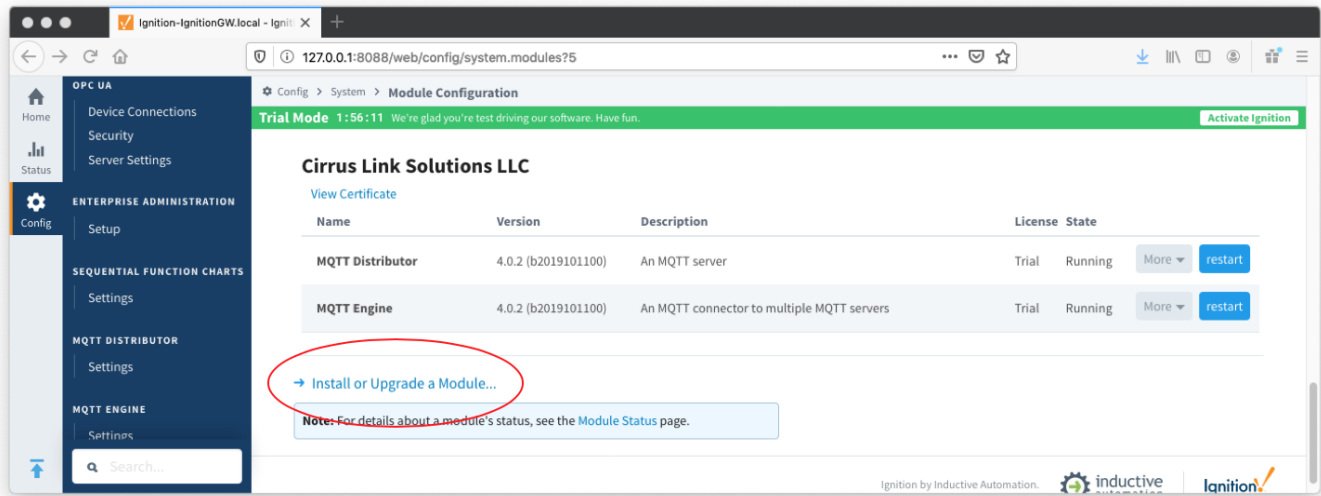 Ignition-IgnitionGW.local - Ignit
127.0.0.1:8088/web/config/system.modules?5
Home
Status
Config
OPC UA
Device Connections
Security
Server Settings
ENTERPRISE ADMINISTRATION
Setup
SEQUENTIAL FUNCTION CHARTS
Settings
MQTT DISTRIBUTOR
Settings
MQTT ENGINE
Settings
Search...
Config > System > Module Configuration
Trial Mode 1:56:11 We're glad you're test driving our software. Have fun. Activate Ignition
Cirrus Link Solutions LLC
View Certificate
Name Version Description License State
MQTT Distributor 4.0.2 (b2019101100) An MQTT server Trial Running More restart
MQTT Engine 4.0.2 (b2019101100) An MQTT connector to multiple MQTT servers Trial Running More restart
→ Install or Upgrade a Module...
Note: For details about a module's status, see the Module Status page.
Ignition by Inductive Automation. inductive
automation
Ignition